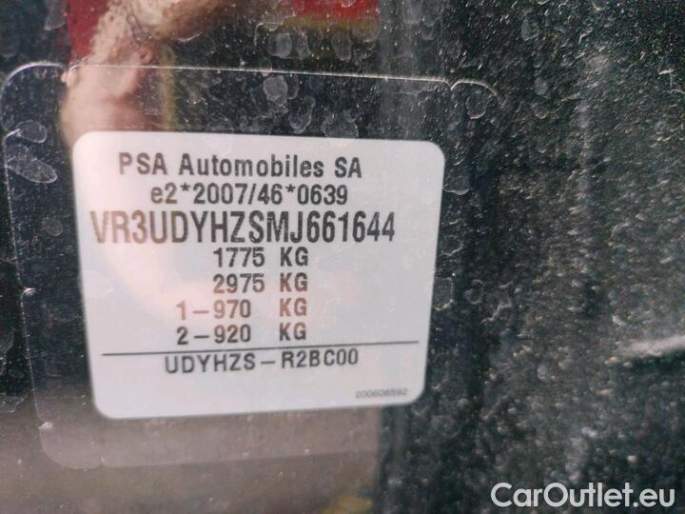 PSA Automobiles SA
e2*2007/46*0639
VR3UDYHZSMJ661644
1775 KG
2975 KG
1-970 KG
2-920 KG
UDYHZS-R2BC00
CarOutlet.eu